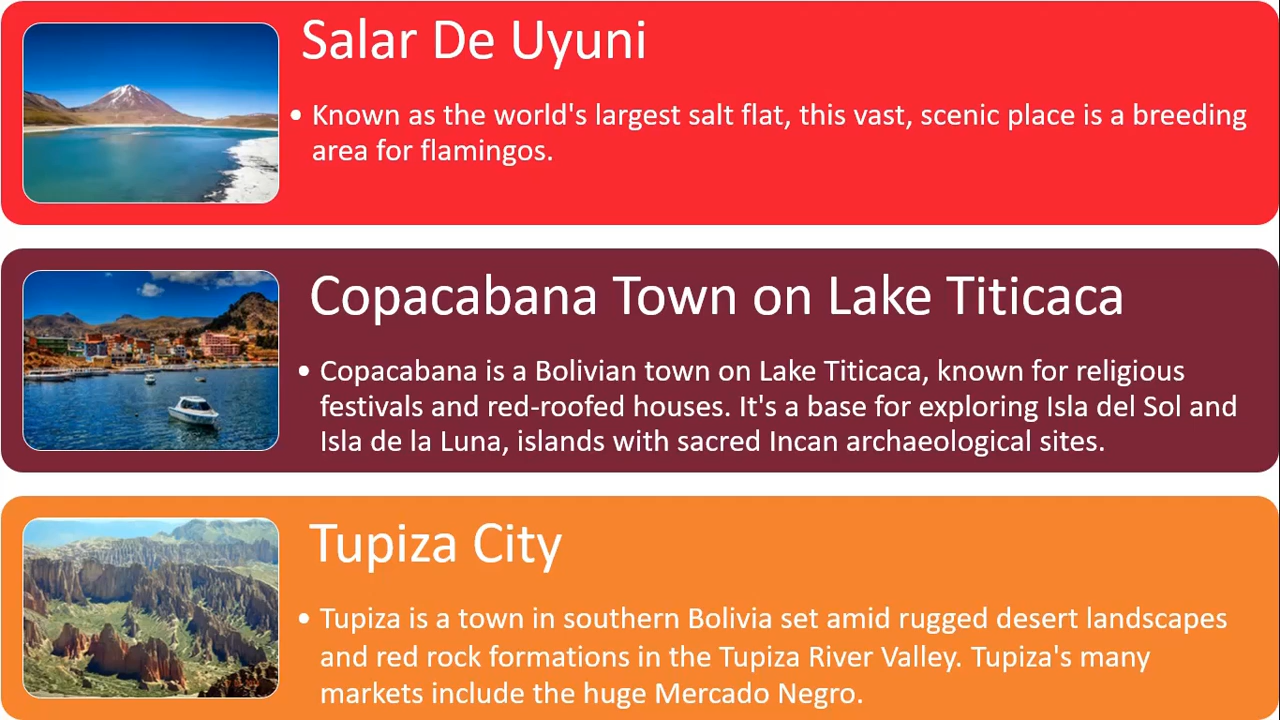 Salar De Uyuni
• Known as the world's largest salt flat, this vast, scenic place is a breeding
area for flamingos.
Copacabana Town on Lake Titicaca
• Copacabana is a Bolivian town on Lake Titicaca, known for religious
festivals and red-roofed houses. It's a base for exploring Isla del Sol and
Isla de la Luna, islands with sacred Incan archaeological sites.
Tupiza City
• Tupiza is a town in southern Bolivia set amid rugged desert landscapes
and red rock formations in the Tupiza River Valley. Tupiza's many
markets include the huge Mercado Negro.